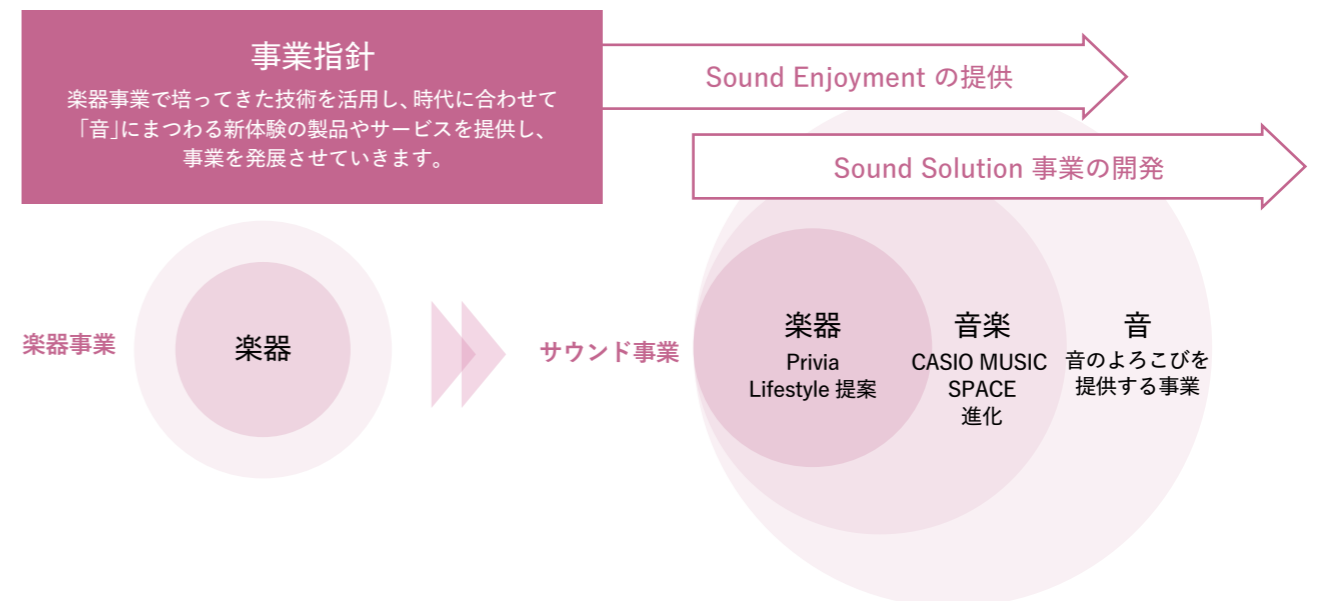 事業指針
楽器事業で培ってきた技術を活用し、時代に合わせて
「音」にまつわる新体験の製品やサービスを提供し、
事業を発展させていきます。
Sound Enjoyment の提供
Sound Solution 事業の開発
楽器事業
楽器
サウンド事業
楽器
Privia
Lifestyle 提案
音楽
CASIO MUSIC
SPACE
進化
音
音のよろこびを
提供する事業